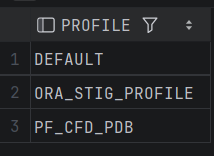 PROFILE
1 DEFAULT
2 ORA_STIG_PROFILE
3 PF_CFD_PDB